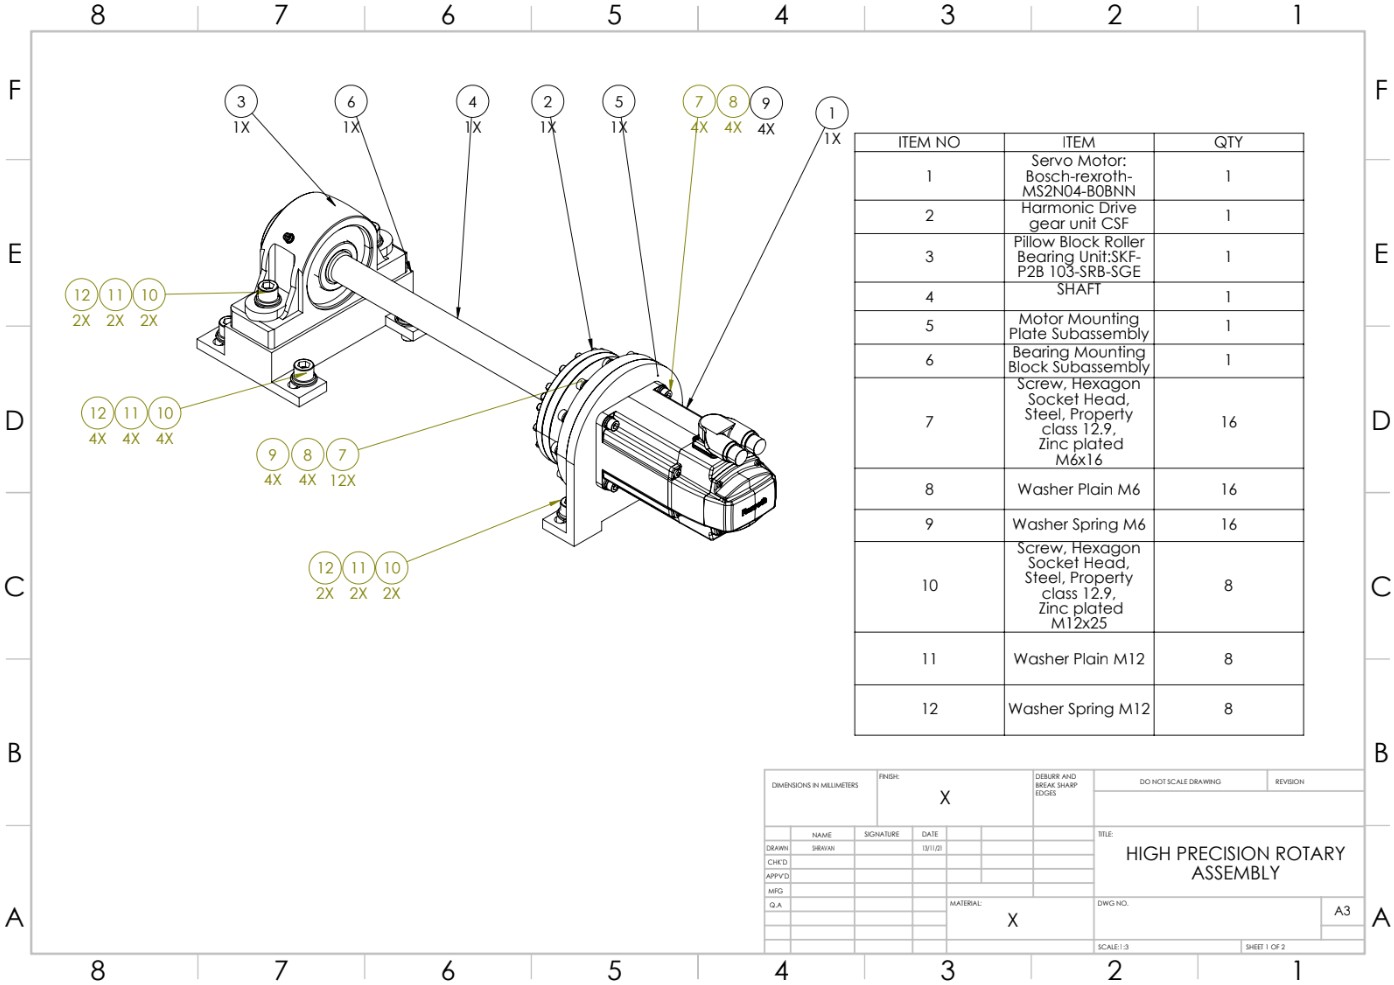 8 7 6 5 4 3 2 1
F F
E E
D D
C C
B B
A A
3
1X
6
1X
4
1X
2
1X
5
1X
7 8 9
4X 4X 4X
1
1X
12 11 10
2X 2X 2X
12 11 10
4X 4X 4X
9 8 7
4X 4X 12X
12 11 10
2X 2X 2X
ITEM NO ITEM QTY
1 Servo Motor: 1
Bosch-rexroth-
MS2N04-B0BNN
2 Harmonic Drive 1
gear unit CSF
3 Pillow Block Roller 1
Bearing Unit:SKF-
P2B 103-SRB-SGE
4 SHAFT 1
5 Motor Mounting 1
Plate Subassembly
6 Bearing Mounting 1
Block Subassembly
7 Screw, Hexagon 16
Socket Head,
Steel, Property
class 12.9,
Zinc plated
M6x16
8 Washer Plain M6 16
9 Washer Spring M6 16
10 Screw, Hexagon 8
Socket Head,
Steel, Property
class 12.9,
Zinc plated
M12x25
11 Washer Plain M12 8
12 Washer Spring M12 8
DIMENSIONS IN MILLIMETERS
FINISH:
X
DEBURR AND
BREAK SHARP
EDGES
DO NOT SCALE DRAWING
REVISION
NAME SIGNATURE DATE
DRAWN SHRAVAN 13/11/21
CHK'D
APPV'D
MFG
Q.A
MATERIAL:
X
TITLE:
HIGH PRECISION ROTARY
ASSEMBLY
DWG NO.
A3
SCALE:1:3
SHEET 1 OF 2
8 7 6 5 4 3 2 1